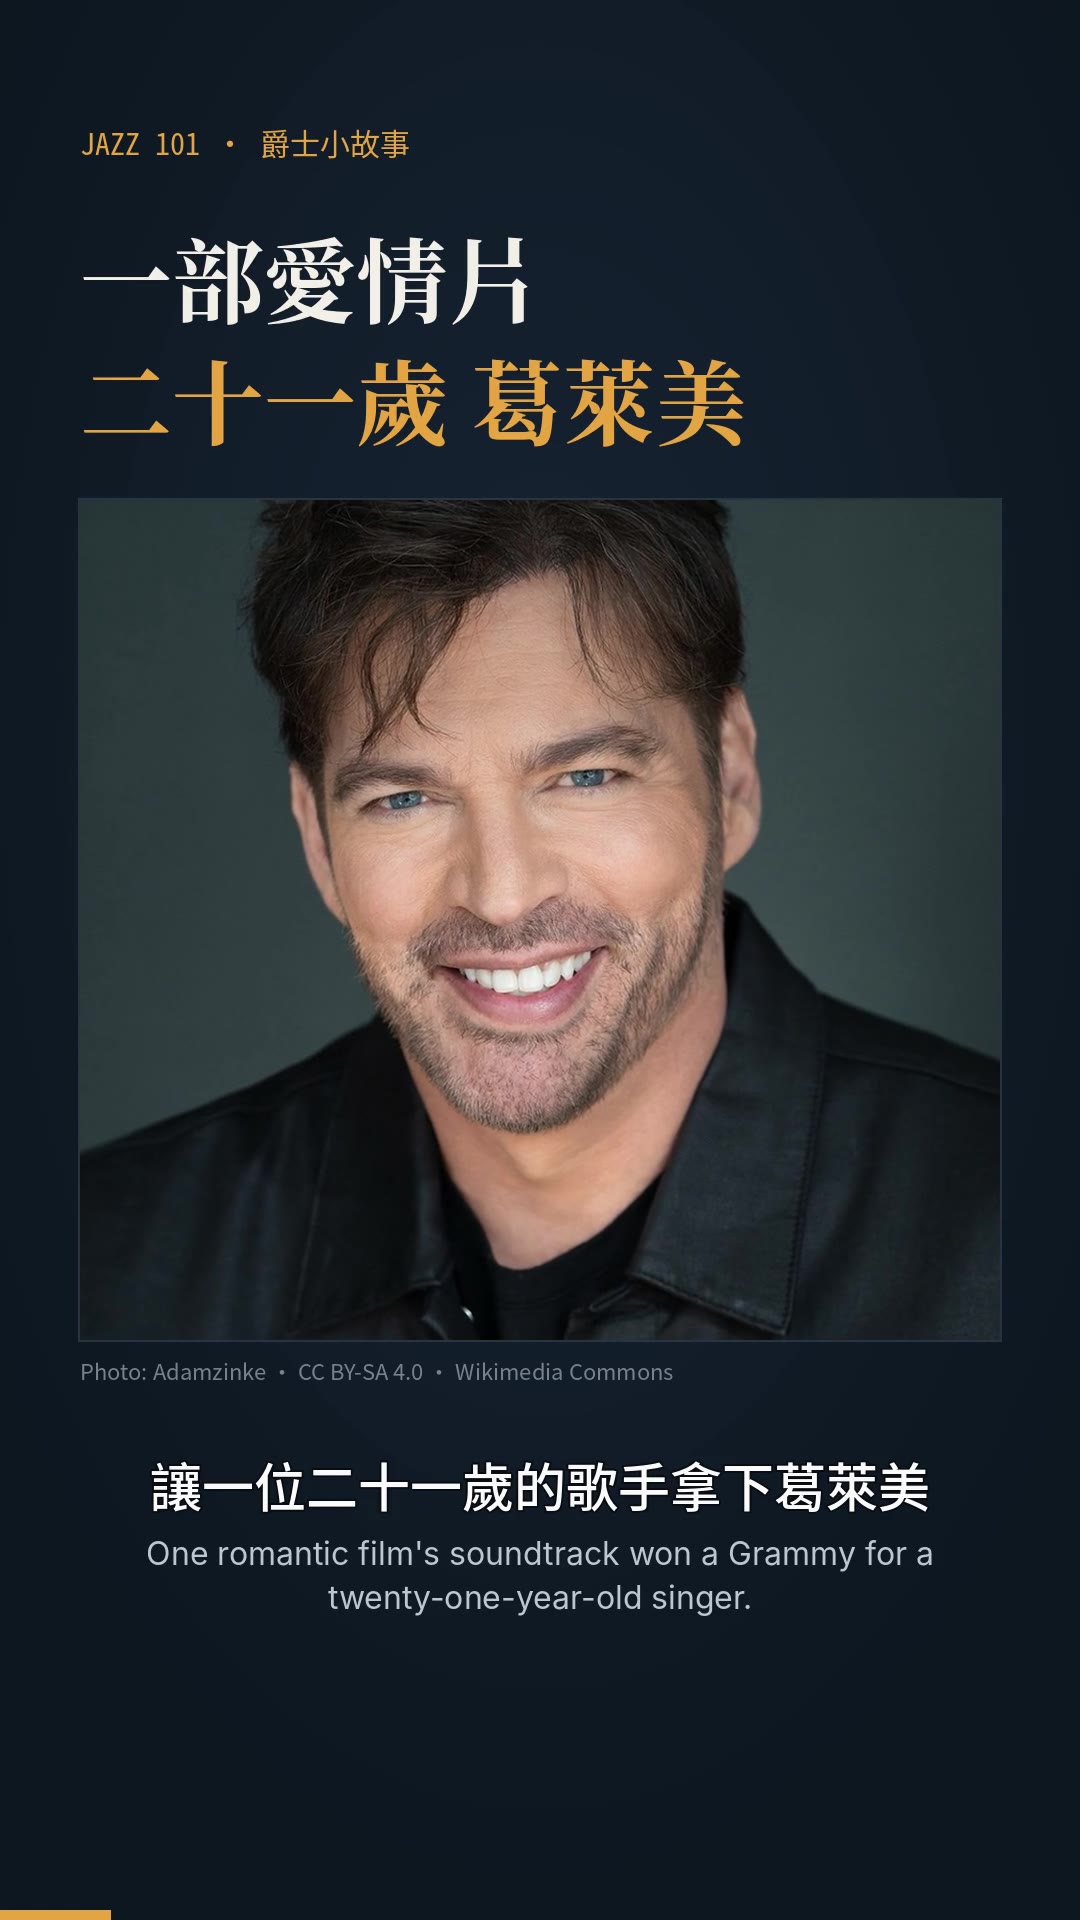 JAZZ 101 • 爵士小故事
一部愛情片
二十一歲 葛萊美
Photo: Adamzinke • CC BY-SA 4.0 • Wikimedia Commons
讓一位二十一歲的歌手拿下葛萊美
One romantic film's soundtrack won a Grammy for a
twenty-one-year-old singer.